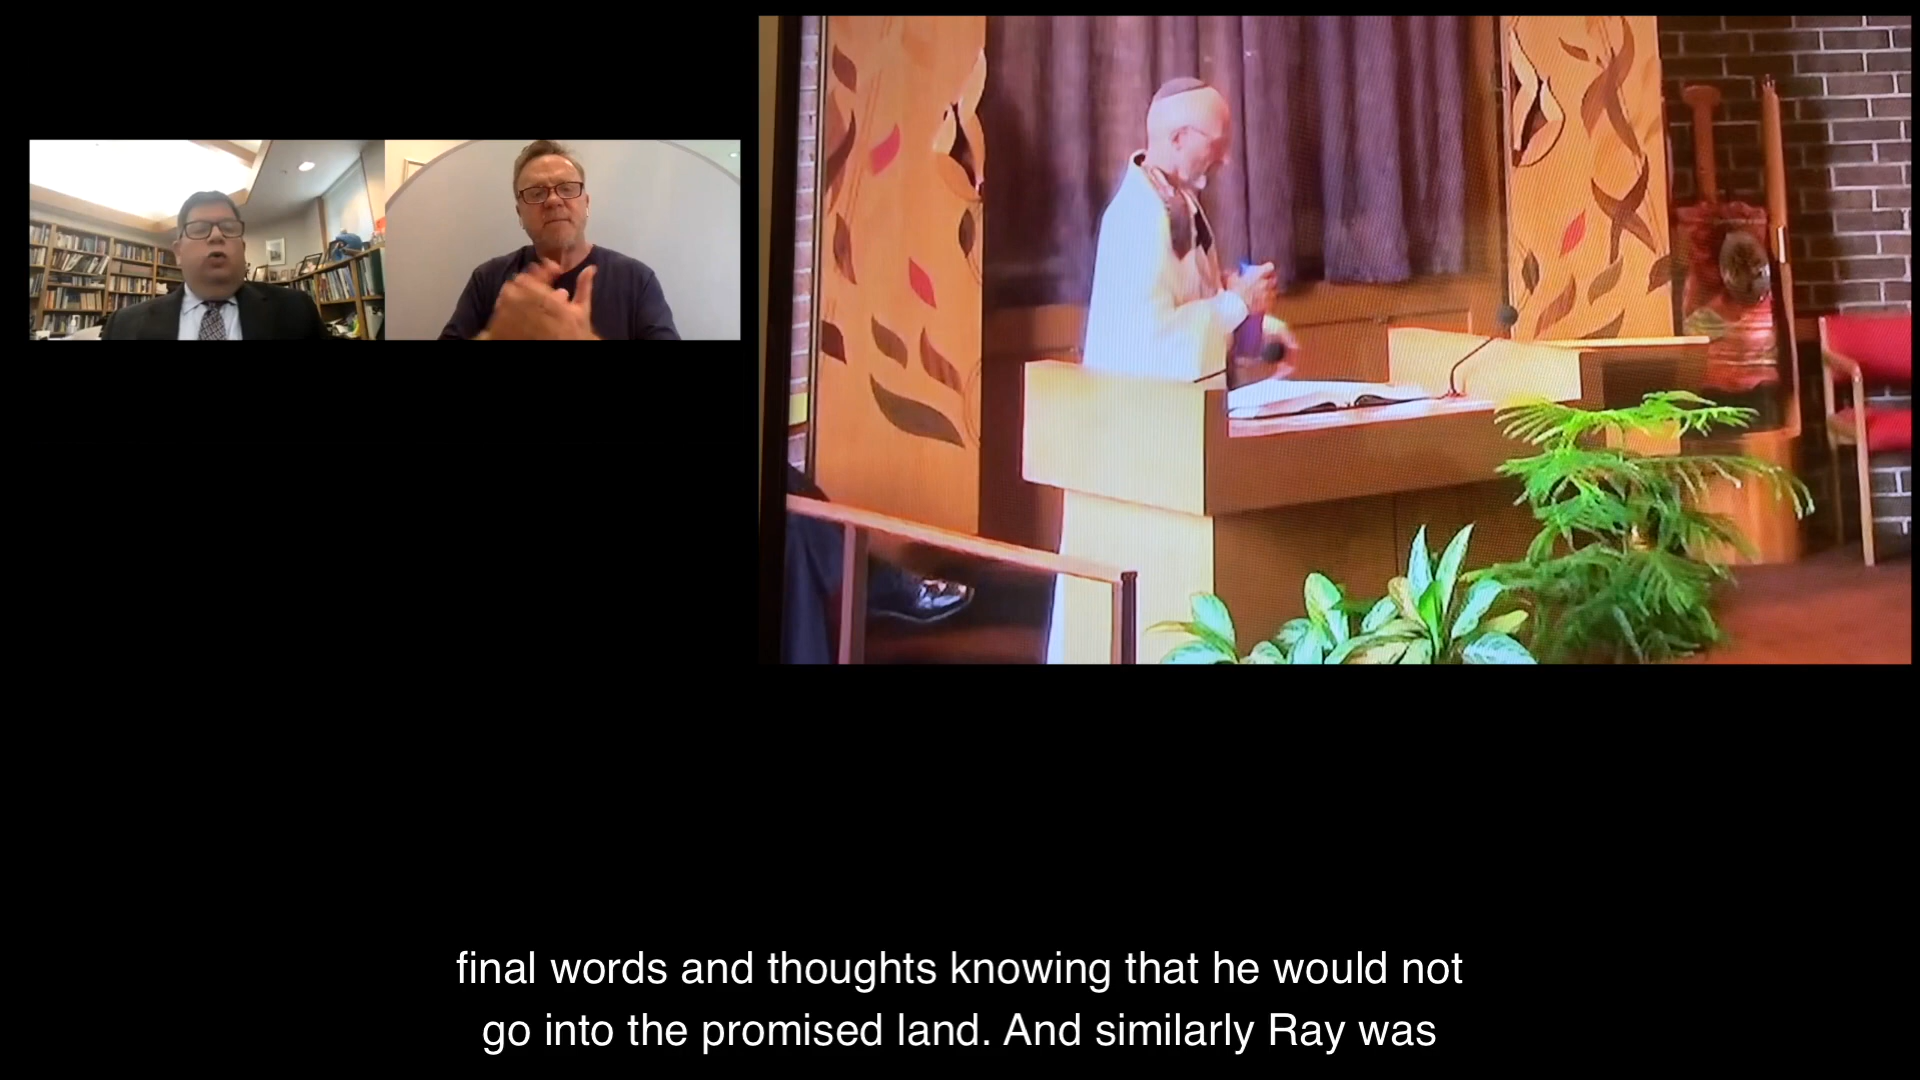 final words and thoughts knowing that he would not
go into the promised land. And similarly Ray was